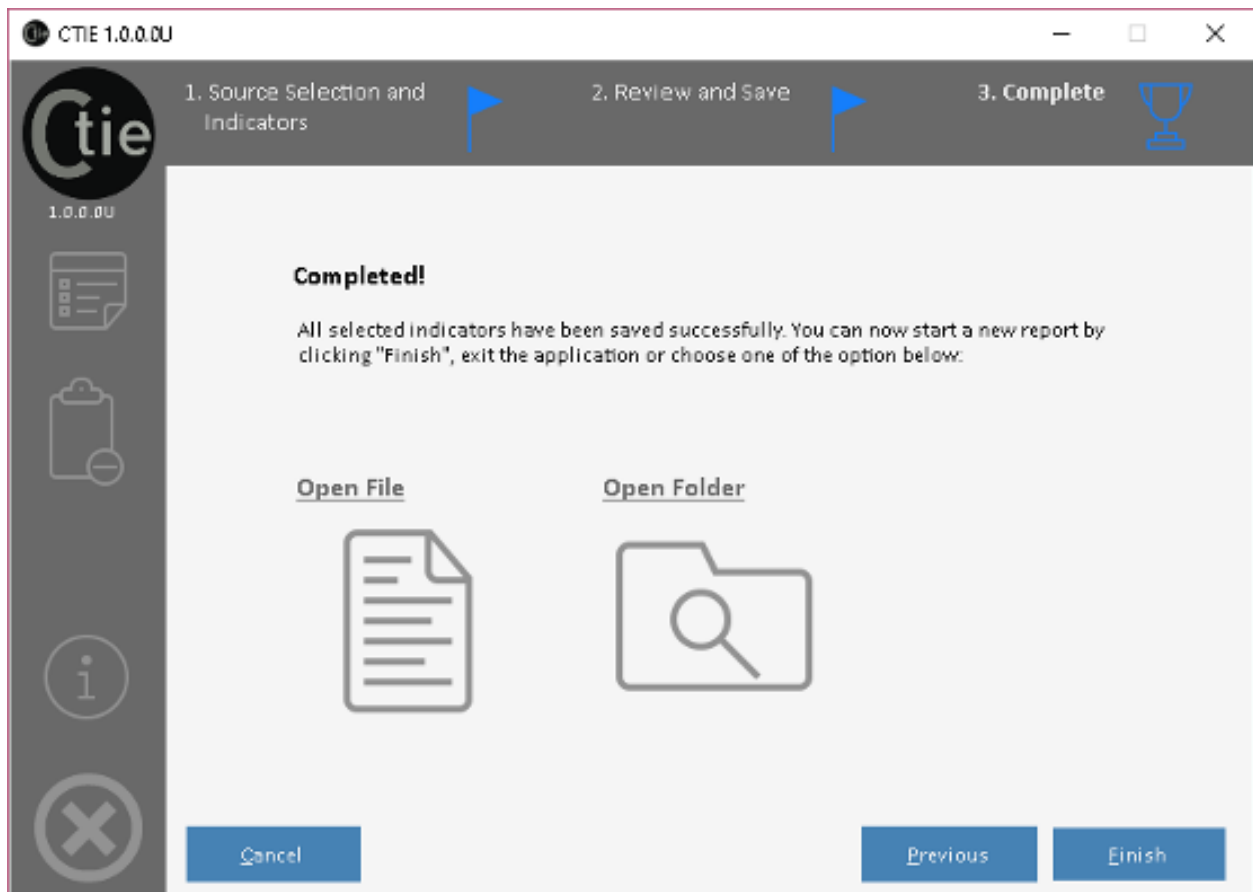 CTIE 1.0.0.0U
Ctie
1.0.0.0U
1. Source Selection and
Indicators
2. Review and Save
3. Complete
Completed!
All selected indicators have been saved successfully. You can now start a new report by
clicking "Finish", exit the application or choose one of the option below:
Open File
Open Folder
Cancel
Previous
Finish